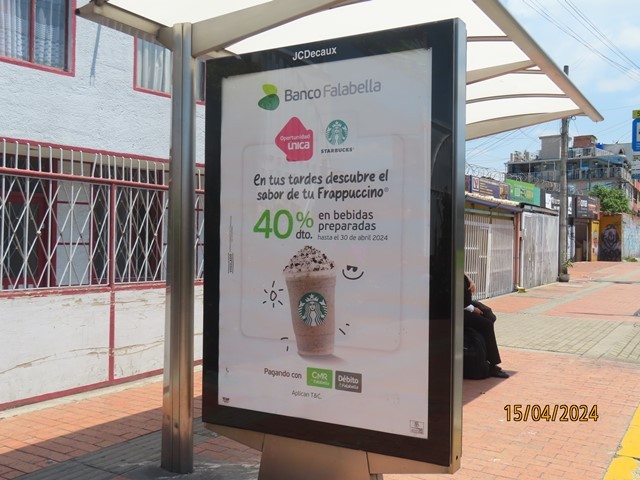 JCDecaux
Banco Falabella
Oportunidad
única
STARBUCKS
En tus tardes descubre el
sabor de tu Frappuccino®
40%
dto.
en bebidas
preparadas
hasta el 30 de abril 2024
Pagando con
CMR
Falabella
Débito
Aplican T&C.
15/04/2024